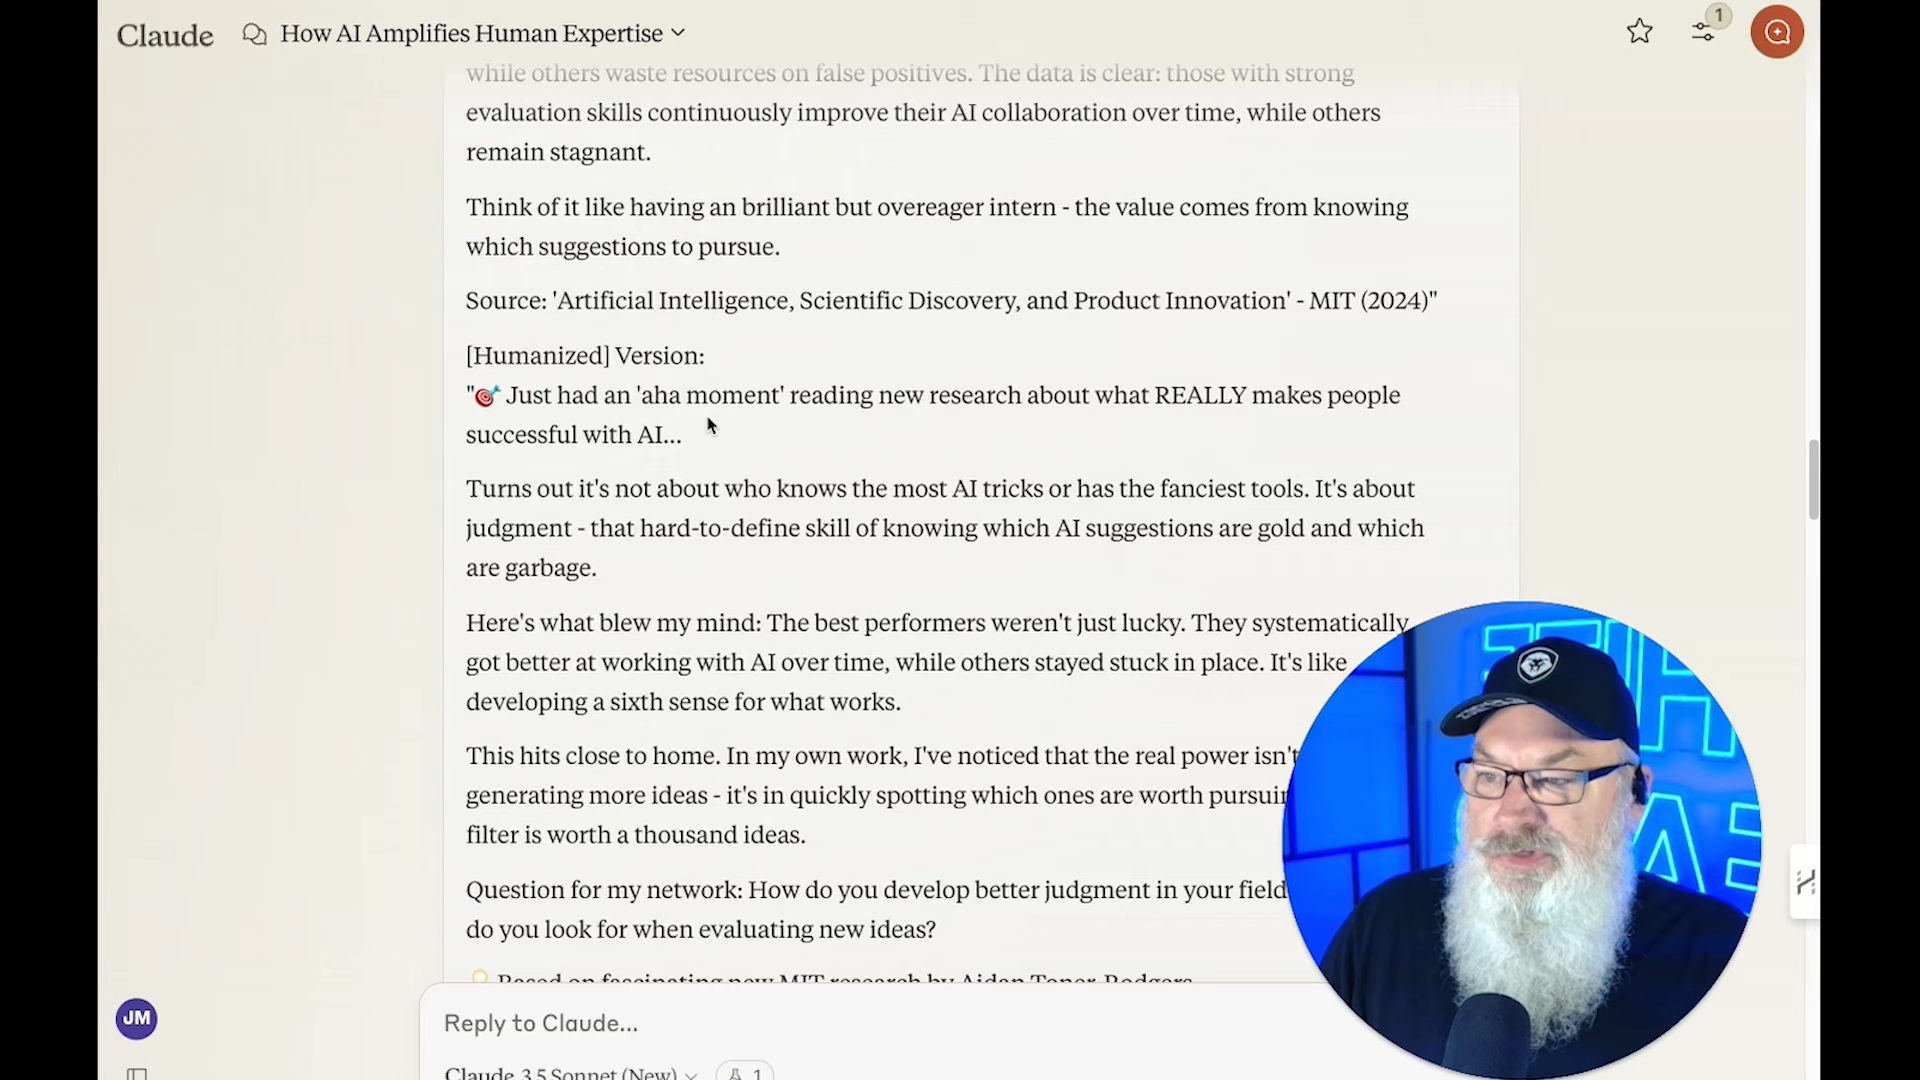 Claude
How AI Amplifies Human Expertise
1
while others waste resources on false positives. The data is clear: those with strong
evaluation skills continuously improve their AI collaboration over time, while others
remain stagnant.
Think of it like having an brilliant but overeager intern - the value comes from knowing
which suggestions to pursue.
Source: 'Artificial Intelligence, Scientific Discovery, and Product Innovation' - MIT (2024)"
[Humanized] Version:
"🎯 Just had an 'aha moment' reading new research about what REALLY makes people
successful with AI...
Turns out it's not about who knows the most AI tricks or has the fanciest tools. It's about
judgment - that hard-to-define skill of knowing which AI suggestions are gold and which
are garbage.
Here's what blew my mind: The best performers weren't just lucky. They systematically
got better at working with AI over time, while others stayed stuck in place. It's like
developing a sixth sense for what works.
This hits close to home. In my own work, I've noticed that the real power isn't
generating more ideas - it's in quickly spotting which ones are worth
filter is worth a thousand ideas.
Question for my network: How do you develop better judgment in your field
do you look for when evaluating new ideas?
💡 Based on fascinating new MIT research by Aidan Toner-Rodgers
JM
Reply to Claude...
Claude 3.5 Sonnet (New)
1